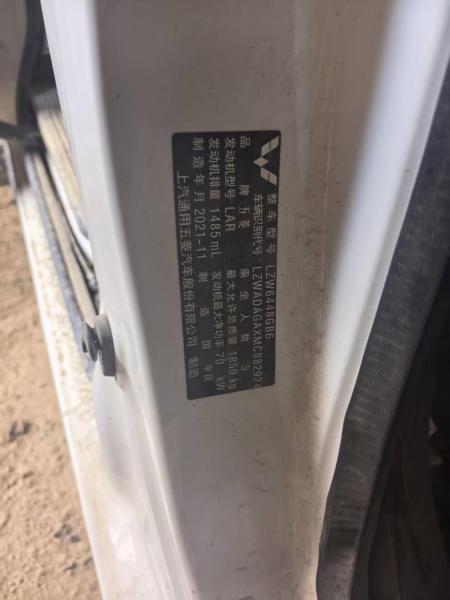 整车型号 LZW6448GB6
车辆识别代号 LZWADAGAXMC882924
品牌 五菱 乘坐人数 5
发动机型号 LAR 最大允许总质量 1850 kg
发动机排量 1485 mL 发动机最大净功率 70 kW
制造年月 2021-11 制造国 中国
上汽通用五菱汽车股份有限公司 制造